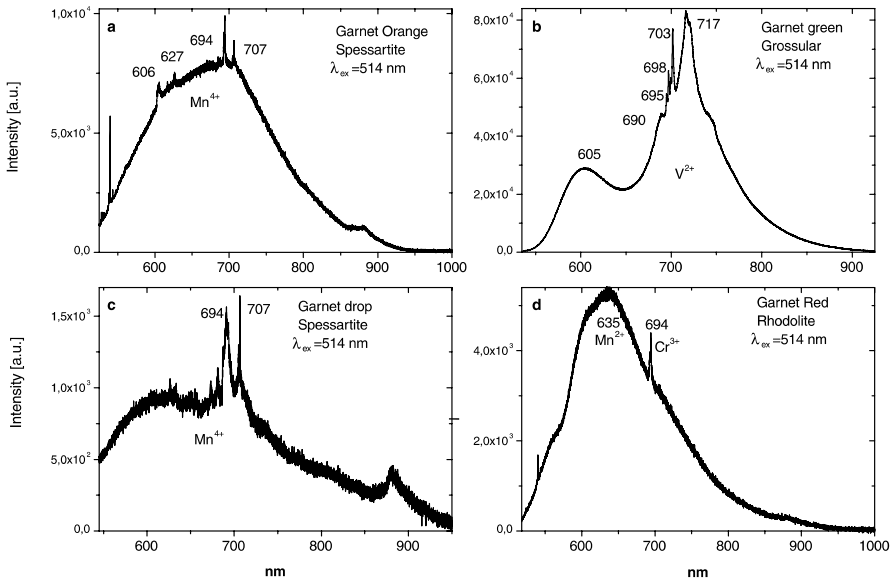 a
Garnet Orange
Spessartite
λex=514 nm
606
627
694
707
Mn4+
1,0x10⁴
5,0x10³
0,0
600
700
800
900
1000
Intensity [a.u.]
b
Garnet green
Grossular
λex=514 nm
605
690
695
698
703
717
V2+
8,0x10⁴
6,0x10⁴
4,0x10⁴
2,0x10⁴
0,0
600
700
800
900
c
Garnet drop
Spessartite
λex=514 nm
694
707
Mn4+
1,5x10³
1,0x10³
5,0x10²
0,0
600
700
800
900
Intensity [a.u.]
nm
d
Garnet Red
Rhodolite
λex=514 nm
635
Mn2+
694
Cr3+
4,0x10³
2,0x10³
0,0
600
700
800
900
1000
nm